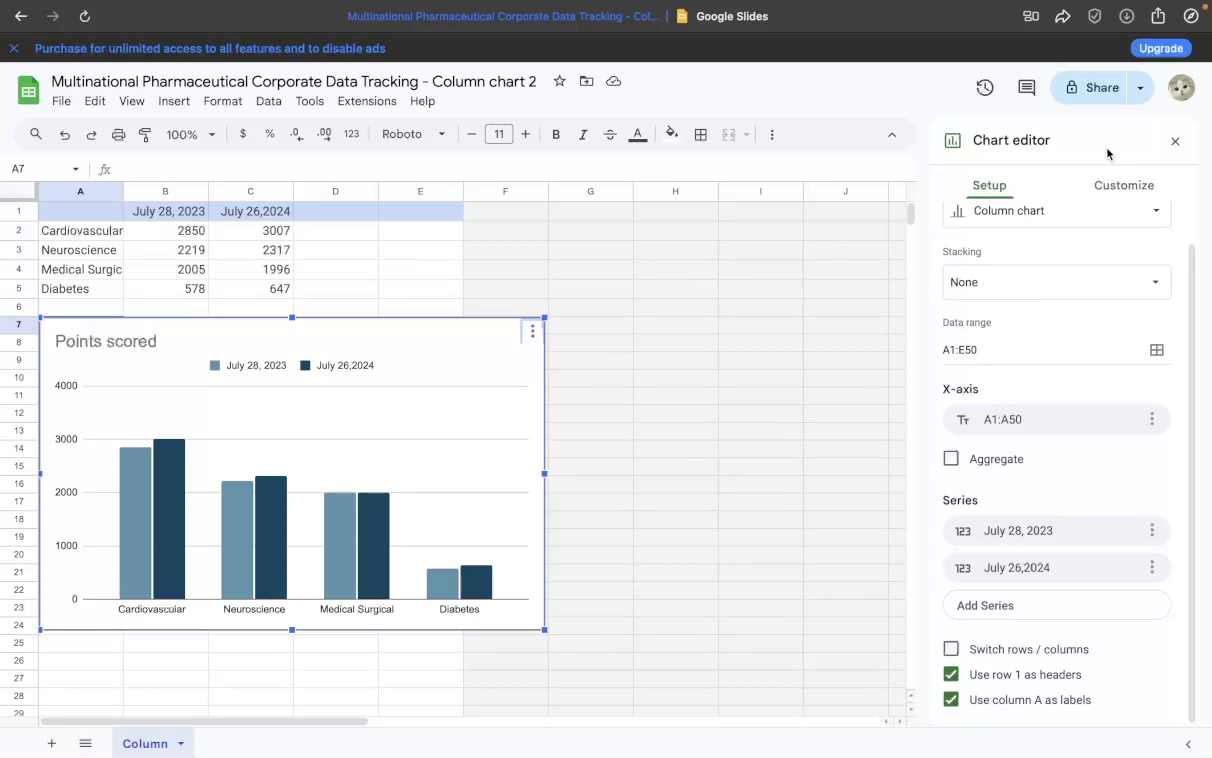 Multinational Pharmaceutical Corporate Data Tracking - Col... | Google Slides
Purchase for unlimited access to all features and to disable ads
Upgrade
Multinational Pharmaceutical Corporate Data Tracking - Column chart 2
Share
File Edit View Insert Format Data Tools Extensions Help
100% $ % .0 .00 123 Roboto 11 B I A
A7 fx
A B C D E F G H I J
1 July 28, 2023 July 26,2024
2 Cardiovascular 2850 3007
3 Neuroscience 2219 2317
4 Medical Surgic 2005 1996
5 Diabetes 578 647
6
7
8
9
10
11
12
13
14
15
16
17
18
19
20
21
22
23
24
25
26
27
28
29
Points scored
July 28, 2023 July 26,2024
4000
3000
2000
1000
0
Cardiovascular Neuroscience Medical Surgical Diabetes
Column
Chart editor
Setup Customize
Column chart
Stacking
None
Data range
A1:E50
X-axis
Tт A1:A50
Aggregate
Series
123 July 28, 2023
123 July 26,2024
Add Series
Switch rows / columns
Use row 1 as headers
Use column A as labels